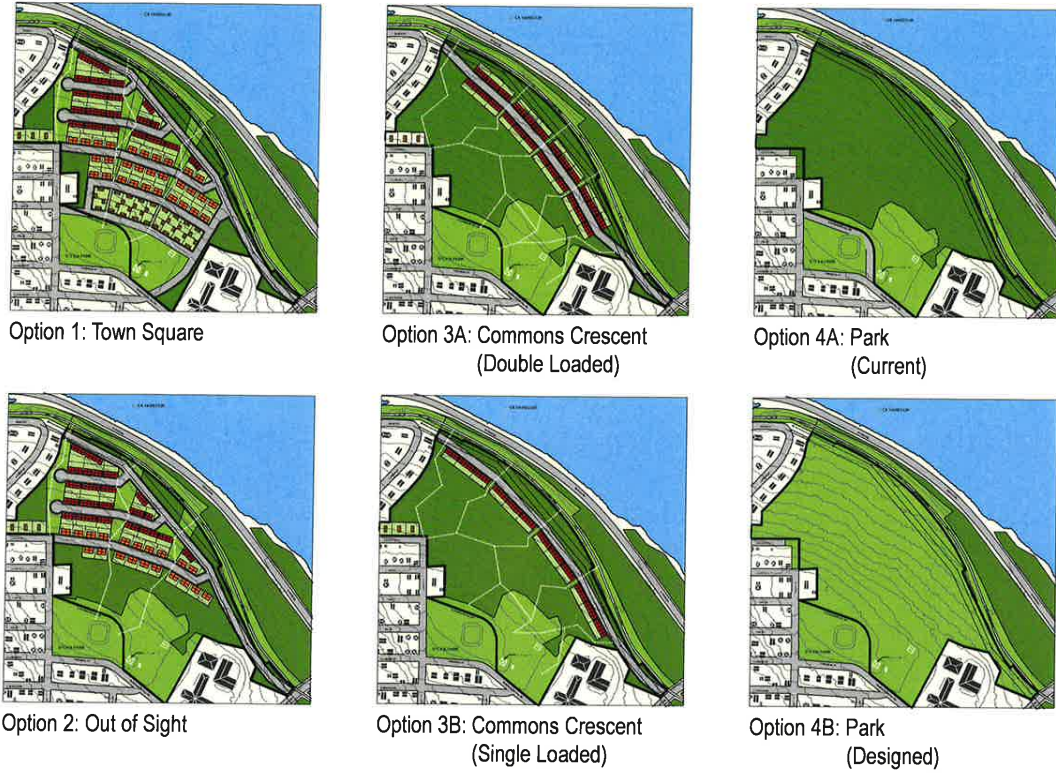 Option 1: Town Square
Option 3A: Commons Crescent
(Double Loaded)
Option 4A: Park
(Current)
Option 2: Out of Sight
Option 3B: Commons Crescent
(Single Loaded)
Option 4B: Park
(Designed)